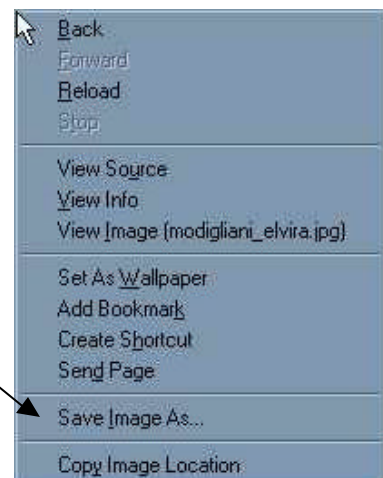 Back
Forward
Reload
Stop
View Source
View Info
View Image (modigliani_elvira.jpg)
Set As Wallpaper
Add Bookmark
Create Shortcut
Send Page
Save Image As...
Copy Image Location